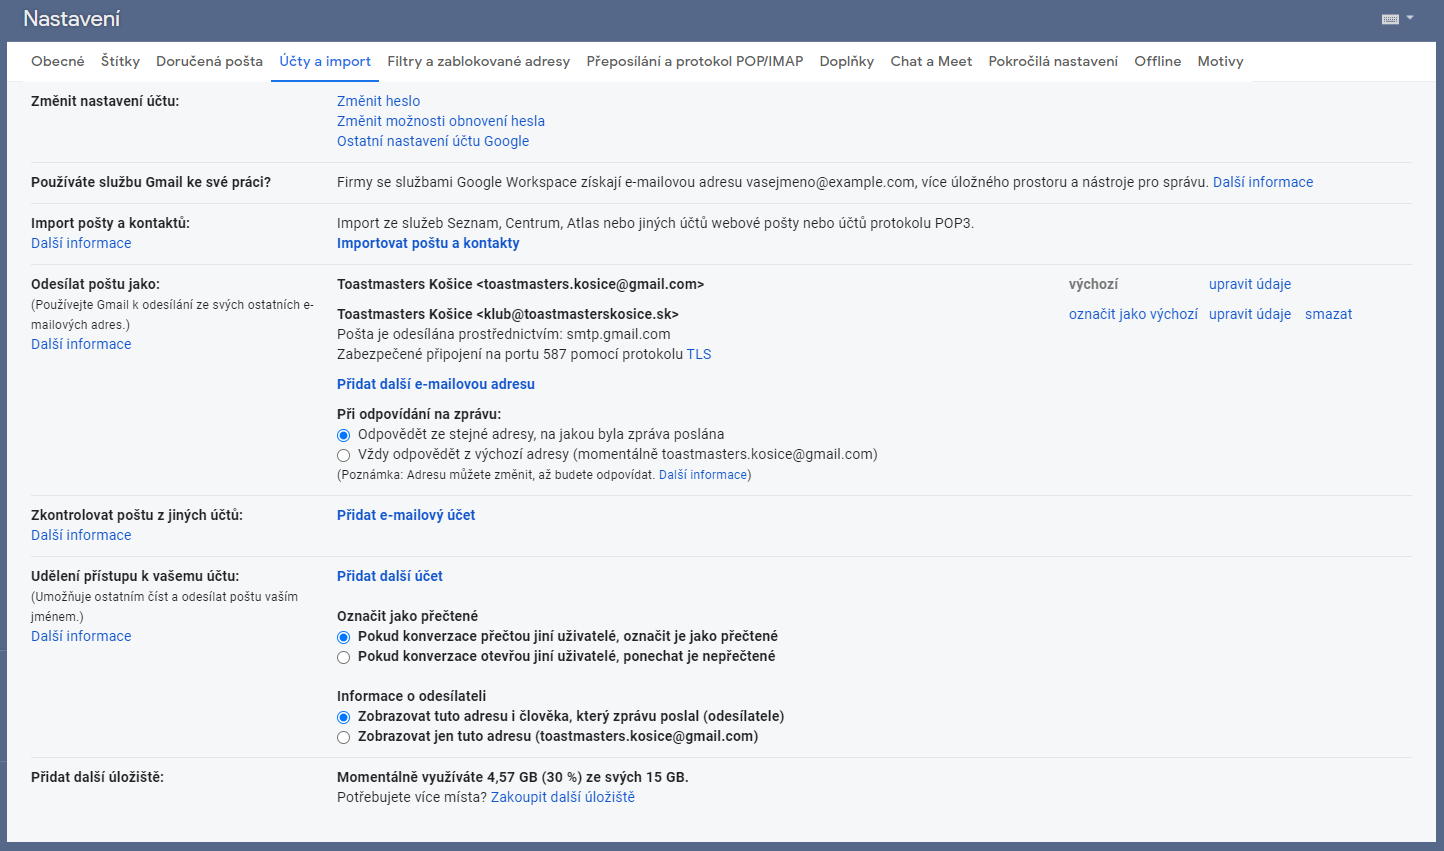 Nastavení
Obecné Štítky Doručená pošta Účty a import Filtry a zablokované adresy Přeposílání a protokol POP/IMAP Doplňky Chat a Meet Pokročilá nastavení Offline Motivy
Změnit nastavení účtu:
Změnit heslo
Změnit možnosti obnovení hesla
Ostatní nastavení účtu Google
Používáte službu Gmail ke své práci?
Firmy se službami Google Workspace získají e-mailovou adresu vasejmeno@example.com, více úložného prostoru a nástroje pro správu. Další informace
Import pošty a kontaktů:
Další informace
Import ze služeb Seznam, Centrum, Atlas nebo jiných účtů webové pošty nebo účtů protokolu POP3.
Importovat poštu a kontakty
Odesílat poštu jako:
(Používejte Gmail k odesílání ze svých ostatních e-
mailových adres.)
Další informace
Toastmasters Košice <toastmasters.kosice@gmail.com> výchozí upravit údaje
Toastmasters Košice <klub@toastmasterskosice.sk> označit jako výchozí upravit údaje smazat
Pošta je odesílána prostřednictvím: smtp.gmail.com
Zabezpečené připojení na portu 587 pomocí protokolu TLS
Přidat další e-mailovou adresu
Při odpovídání na zprávu:
Odpovědět ze stejné adresy, na jakou byla zpráva poslána
Vždy odpovědět z výchozí adresy (momentálně toastmasters.kosice@gmail.com)
(Poznámka: Adresu můžete změnit, až budete odpovídat. Další informace)
Zkontrolovat poštu z jiných účtů:
Další informace
Přidat e-mailový účet
Udělení přístupu k vašemu účtu:
(Umožňuje ostatním číst a odesílat poštu vaším
jménem.)
Další informace
Přidat další účet
Označit jako přečtené
Pokud konverzace přečtou jiní uživatelé, označit je jako přečtené
Pokud konverzace otevřou jiní uživatelé, ponechat je nepřečtené
Informace o odesílateli
Zobrazovat tuto adresu i člověka, který zprávu poslal (odesílatele)
Zobrazovat jen tuto adresu (toastmasters.kosice@gmail.com)
Přidat další úložiště:
Momentálně využíváte 4,57 GB (30 %) ze svých 15 GB.
Potřebujete více místa? Zakoupit další úložiště